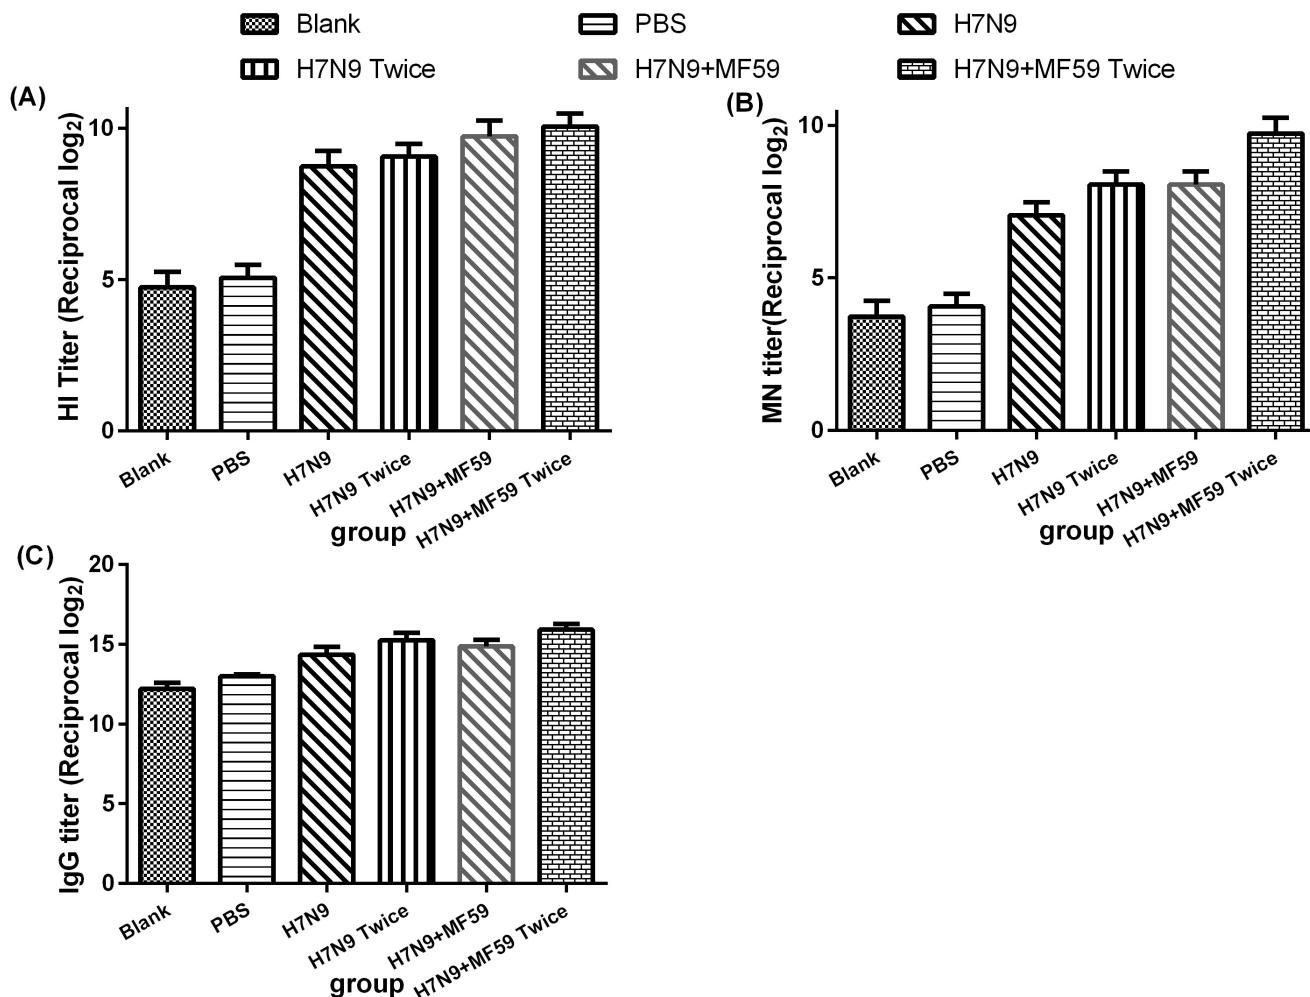 Blank PBS H7N9
H7N9 Twice H7N9+MF59 H7N9+MF59 Twice
(A)
HI Titer (Reciprocal log2)
10
5
0
Blank PBS H7N9 H7N9 Twice H7N9+MF59 H7N9+MF59 Twice
group
(B)
MN titer(Reciprocal log2)
10
5
0
Blank PBS H7N9 H7N9 Twice H7N9+MF59 H7N9+MF59 Twice
group
(C)
IgG titer (Reciprocal log2)
20
15
10
5
0
Blank PBS H7N9 H7N9 Twice H7N9+MF59 H7N9+MF59 Twice
group